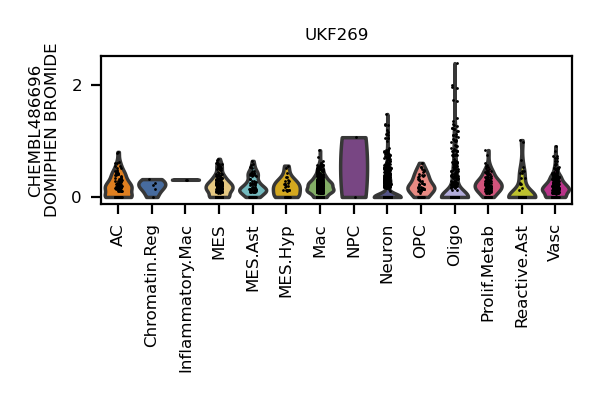 UKF269
CHEMBL486696
DOMIPHEN BROMIDE
2
0
AC
Chromatin.Reg
Inflammatory.Mac
MES
MES.Ast
MES.Hyp
Mac
NPC
Neuron
OPC
Oligo
Prolif.Metab
Reactive.Ast
Vasc